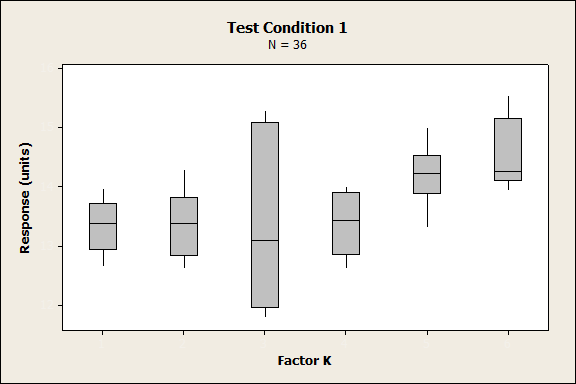 Test Condition 1
N = 36
Response (units)
Factor K